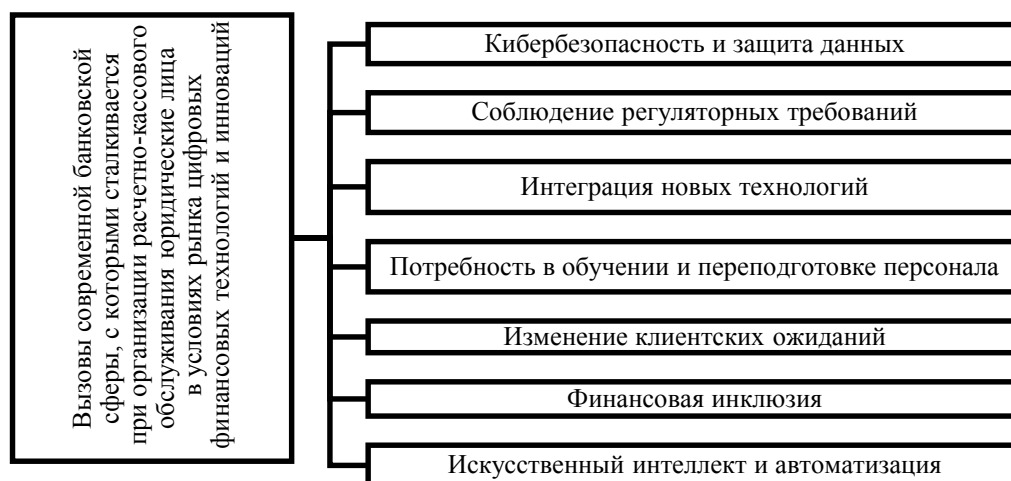 Вызовы современной банковской
сферы, с которыми сталкивается
при организации расчетно-кассового
обслуживания юридические лица
в условиях рынка цифровых
финансовых технологий и инноваций
Кибербезопасность и защита данных
Соблюдение регуляторных требований
Интеграция новых технологий
Потребность в обучении и переподготовке персонала
Изменение клиентских ожиданий
Финансовая инклюзия
Искусственный интеллект и автоматизация